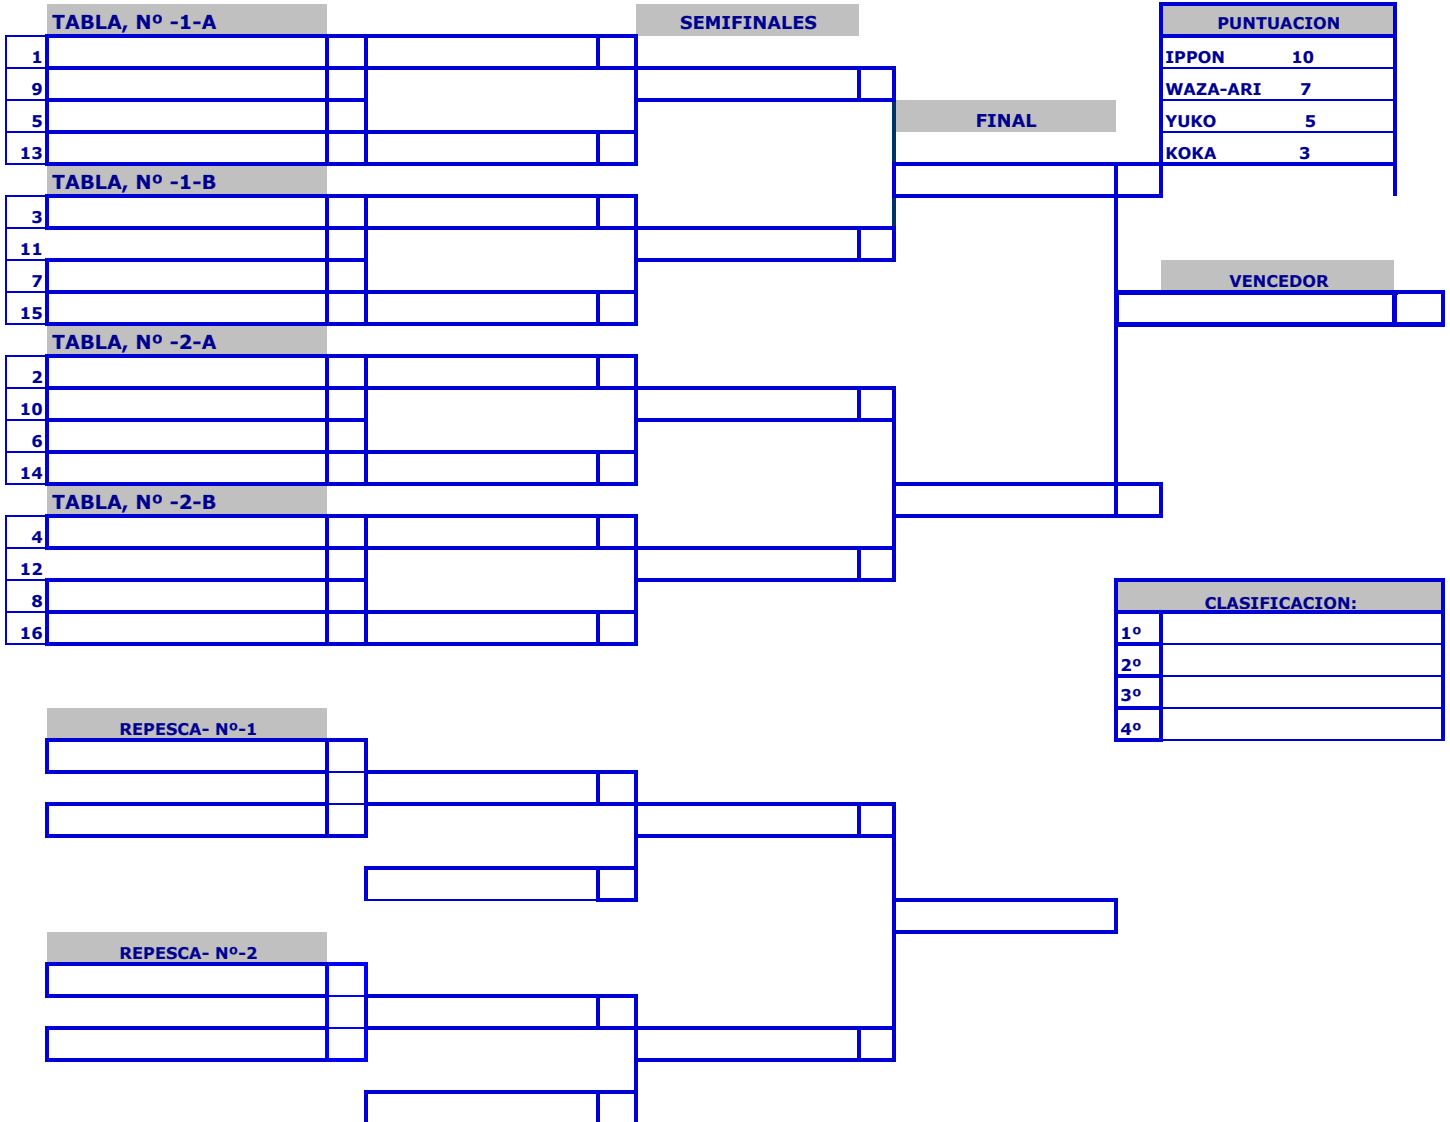 TABLA, Nº -1-A
SEMIFINALES
PUNTUACION
1
IPPON 10
9
WAZA-ARI 7
5
FINAL
YUKO 5
13
KOKA 3
TABLA, Nº -1-B
3
11
7
VENCEDOR
15
TABLA, Nº -2-A
2
10
6
14
TABLA, Nº -2-B
4
12
8
CLASIFICACION:
16
1º
2º
3º
REPESCA- Nº-1
4º
REPESCA- Nº-2